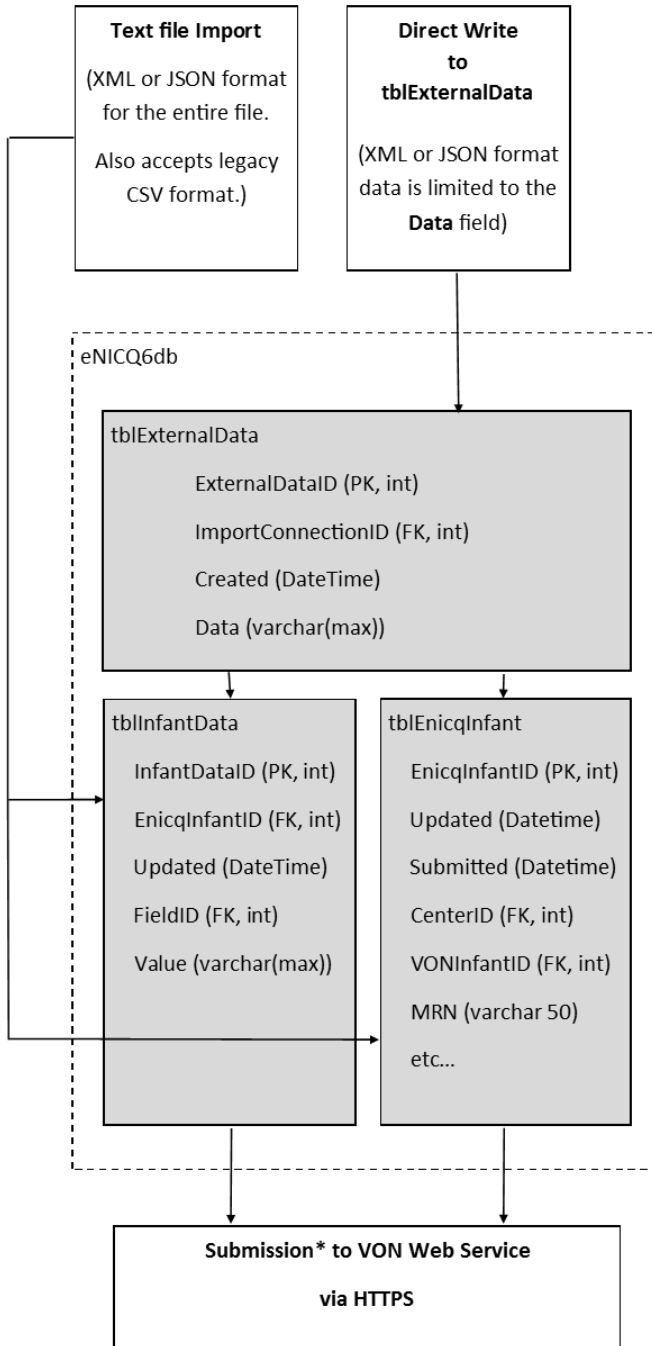 Text file Import
(XML or JSON format
for the entire file.
Also accepts legacy
CSV format.)
Direct Write
to
tblExternalData
(XML or JSON format
data is limited to the
Data field)
eNICQ6db
tblExternalData
ExternalDataID (PK, int)
ImportConnectionID (FK, int)
Created (DateTime)
Data (varchar(max))
tblInfantData
InfantDataID (PK, int)
EnicqInfantID (FK, int)
Updated (DateTime)
FieldID (FK, int)
Value (varchar(max))
tblEnicqInfant
EnicqInfantID (PK, int)
Updated (Datetime)
Submitted (Datetime)
CenterID (FK, int)
VONInfantID (FK, int)
MRN (varchar 50)
etc...
Submission* to VON Web Service
via HTTPS